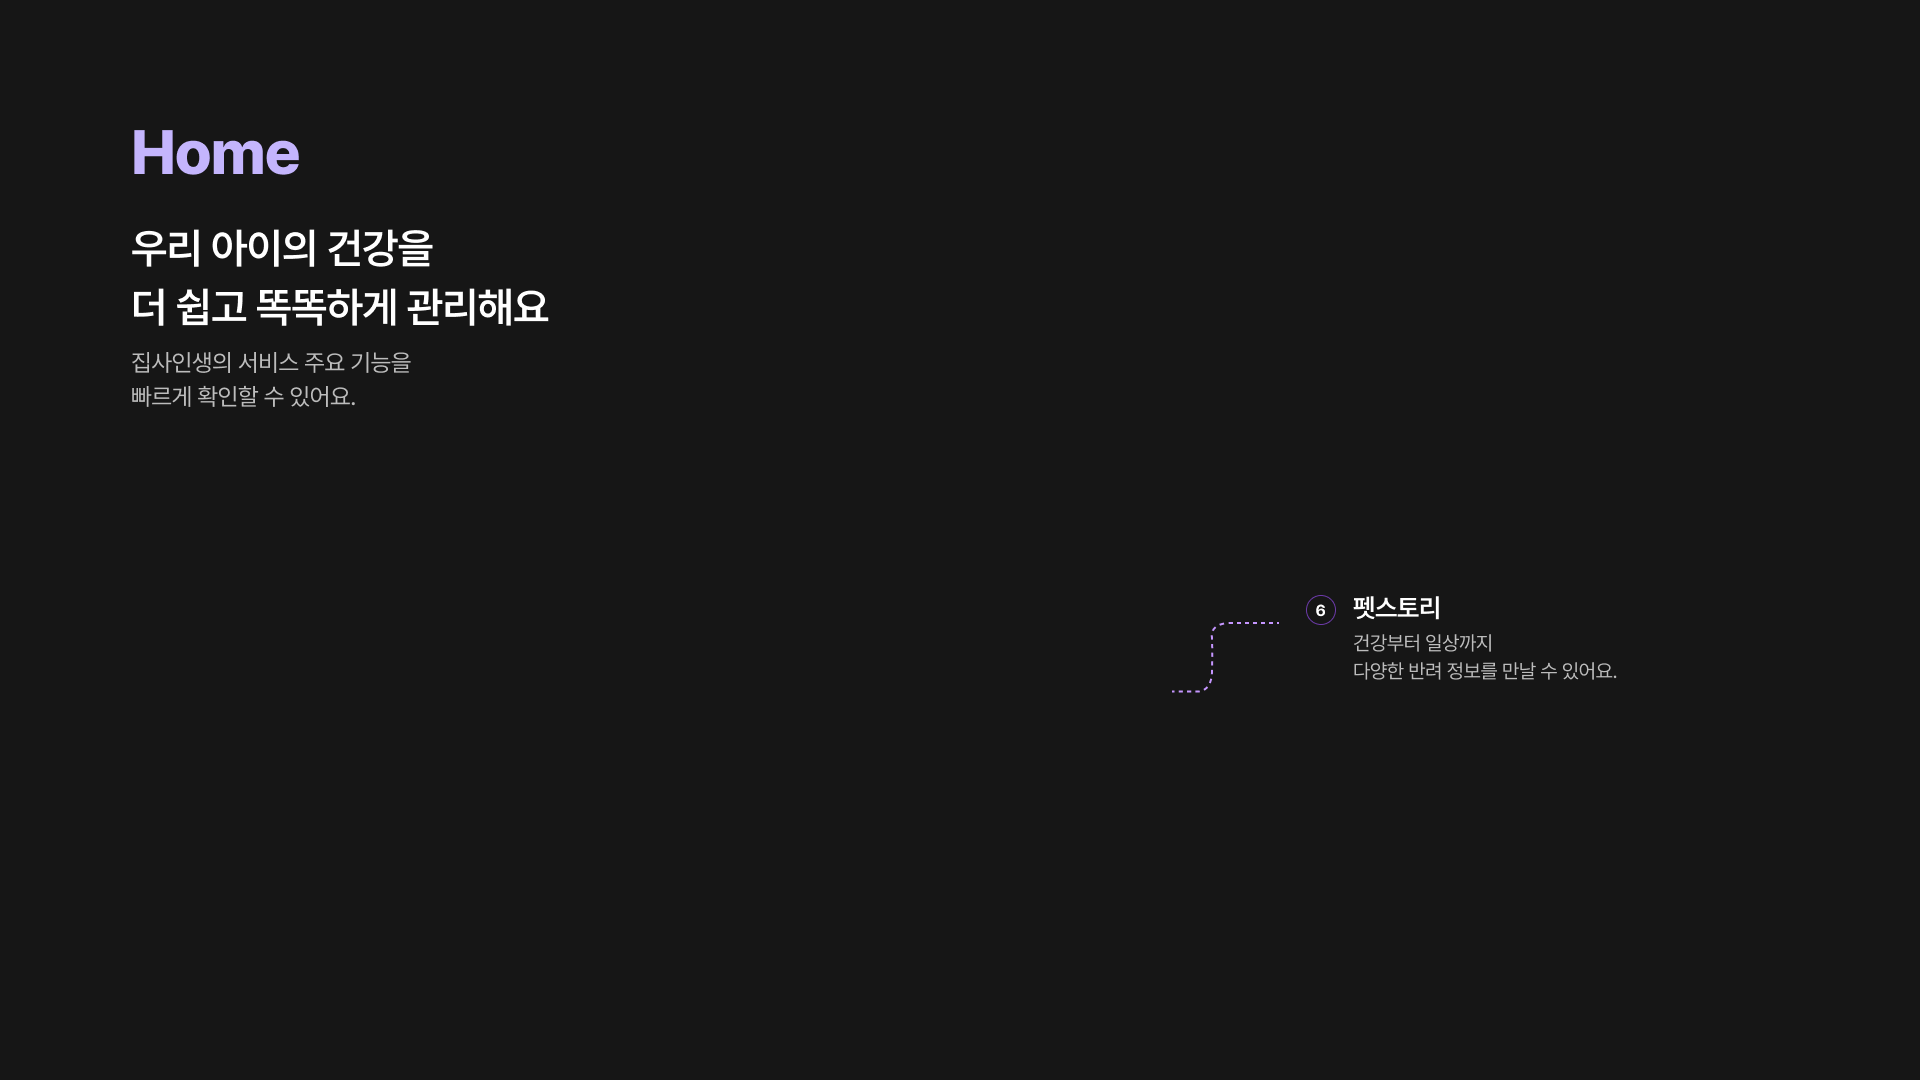 Home
우리 아이의 건강을
더 쉽고 똑똑하게 관리해요
집사인생의 서비스 주요 기능을
빠르게 확인할 수 있어요.
6 펫스토리
건강부터 일상까지
다양한 반려 정보를 만날 수 있어요.